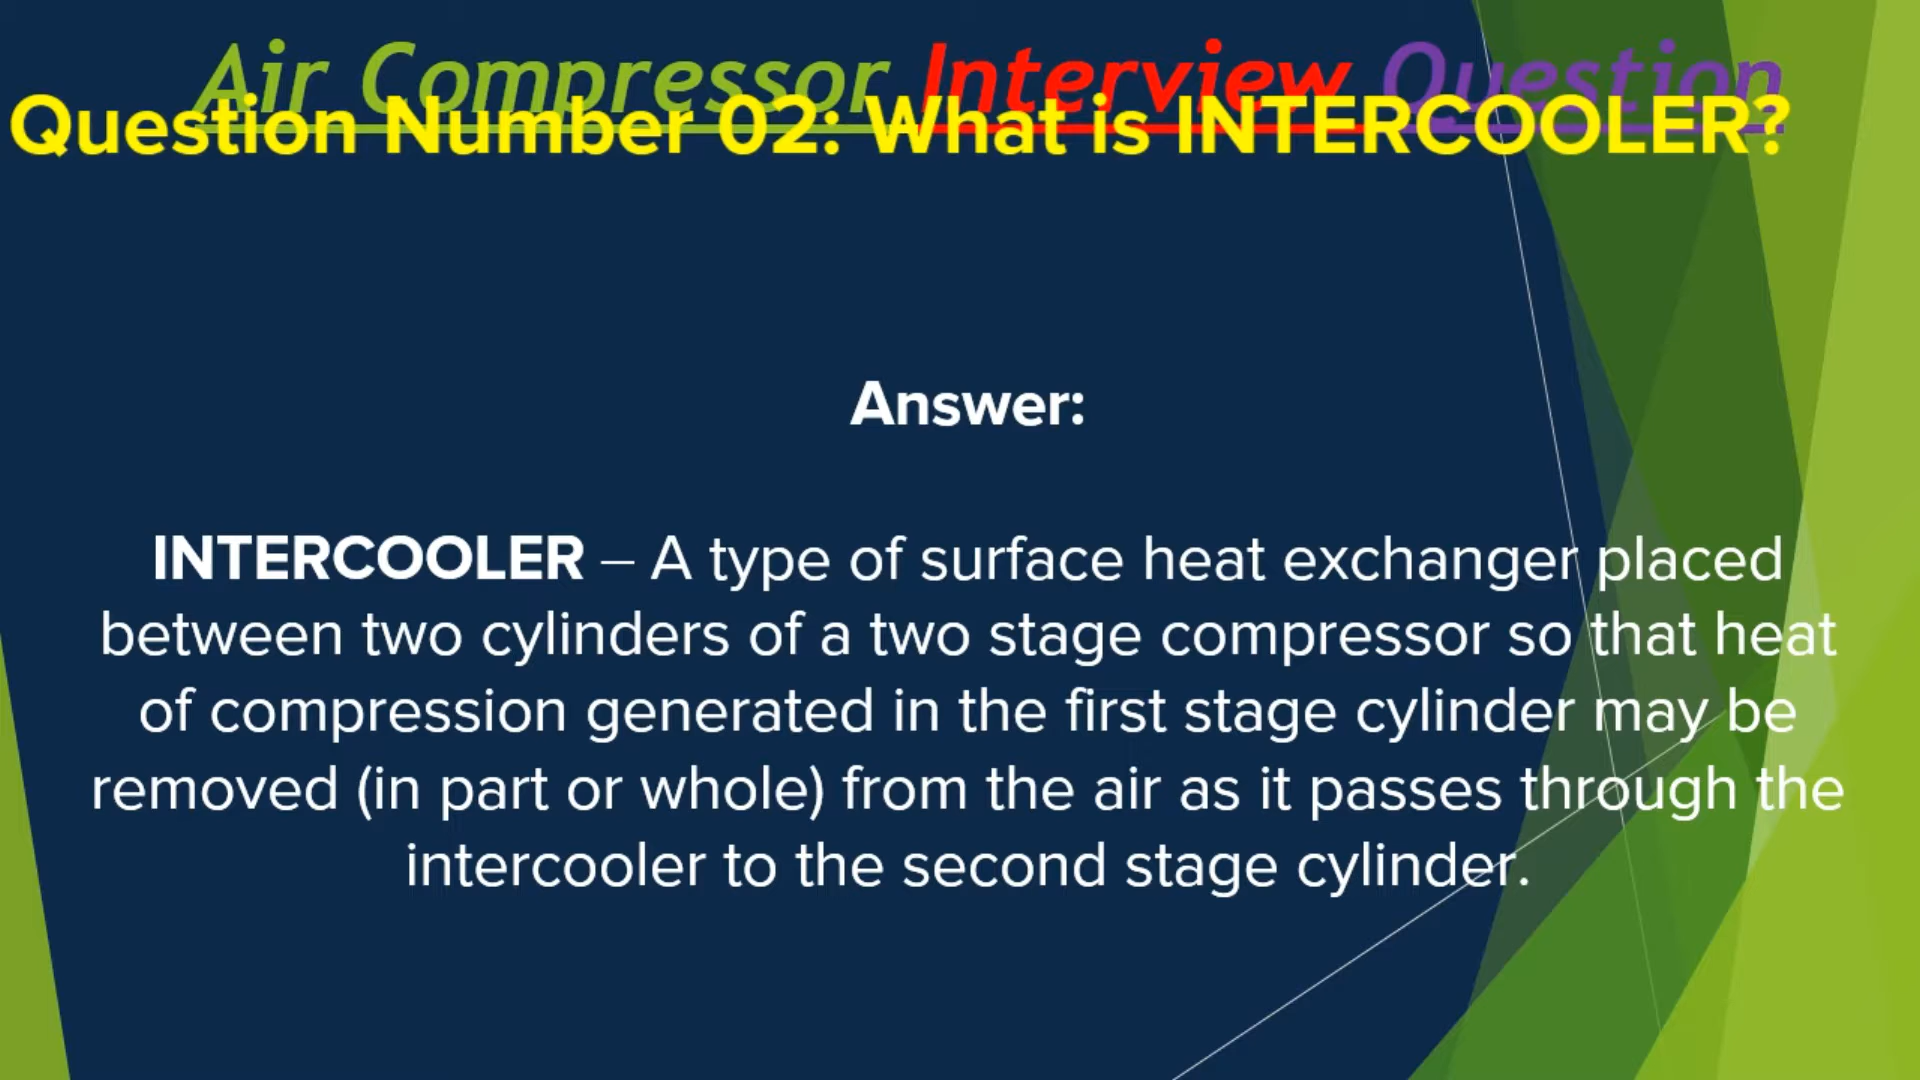 Air Compressor Interview Question
Question Number 02: What is INTERCOOLER?
Answer:
INTERCOOLER – A type of surface heat exchanger placed
between two cylinders of a two stage compressor so that heat
of compression generated in the first stage cylinder may be
removed (in part or whole) from the air as it passes through the
intercooler to the second stage cylinder.